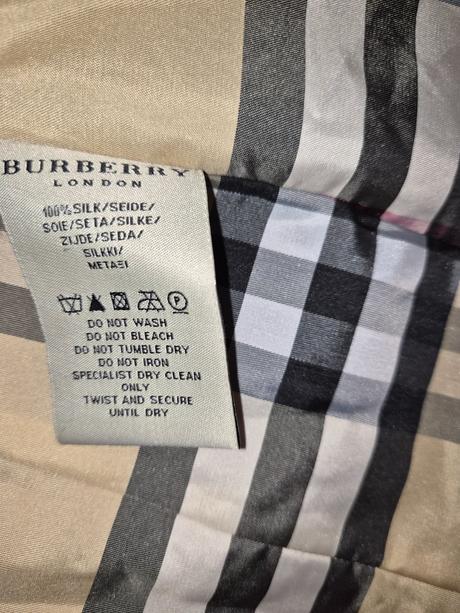 BURBERRY
LONDON
100% SILK/SEIDE/
SOIE/SETA/SILKE/
ZIJDE/SEDA/
SILKKI/
ΜΕΤΑΞΙ
P
DO NOT WASH
DO NOT BLEACH
DO NOT TUMBLE DRY
DO NOT IRON
SPECIALIST DRY CLEAN
ONLY
TWIST AND SECURE
UNTIL DRY